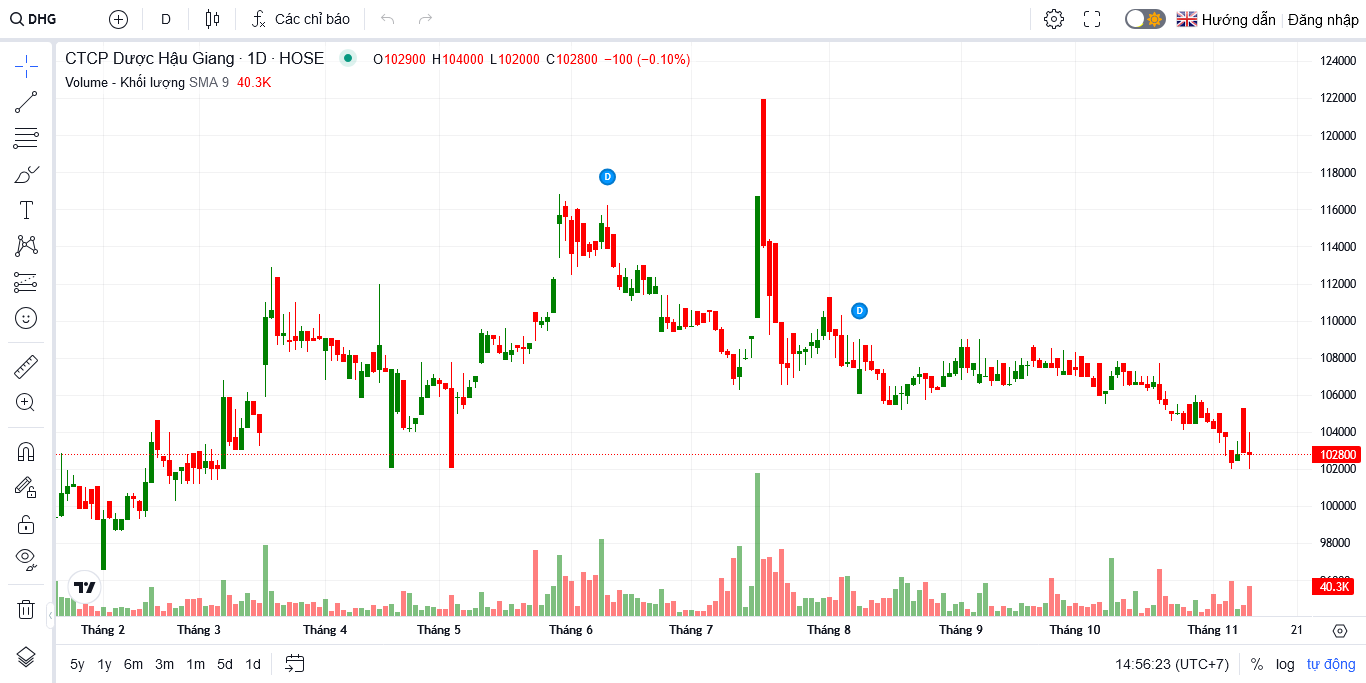 DHG D Các chỉ báo Hướng dẫn Đăng nhập
CTCP Dược Hậu Giang · 1D · HOSE O102900 H104000 L102000 C102800 −100 (−0.10%)
Volume - Khối lượng SMA 9 40.3K
124000
122000
120000
118000
116000
114000
112000
110000
108000
106000
104000
102800
102000
100000
98000
40.3K
D
D
Tháng 2 Tháng 3 Tháng 4 Tháng 5 Tháng 6 Tháng 7 Tháng 8 Tháng 9 Tháng 10 Tháng 11 21
5y 1y 6m 3m 1m 5d 1d 14:56:23 (UTC+7) % log tự động